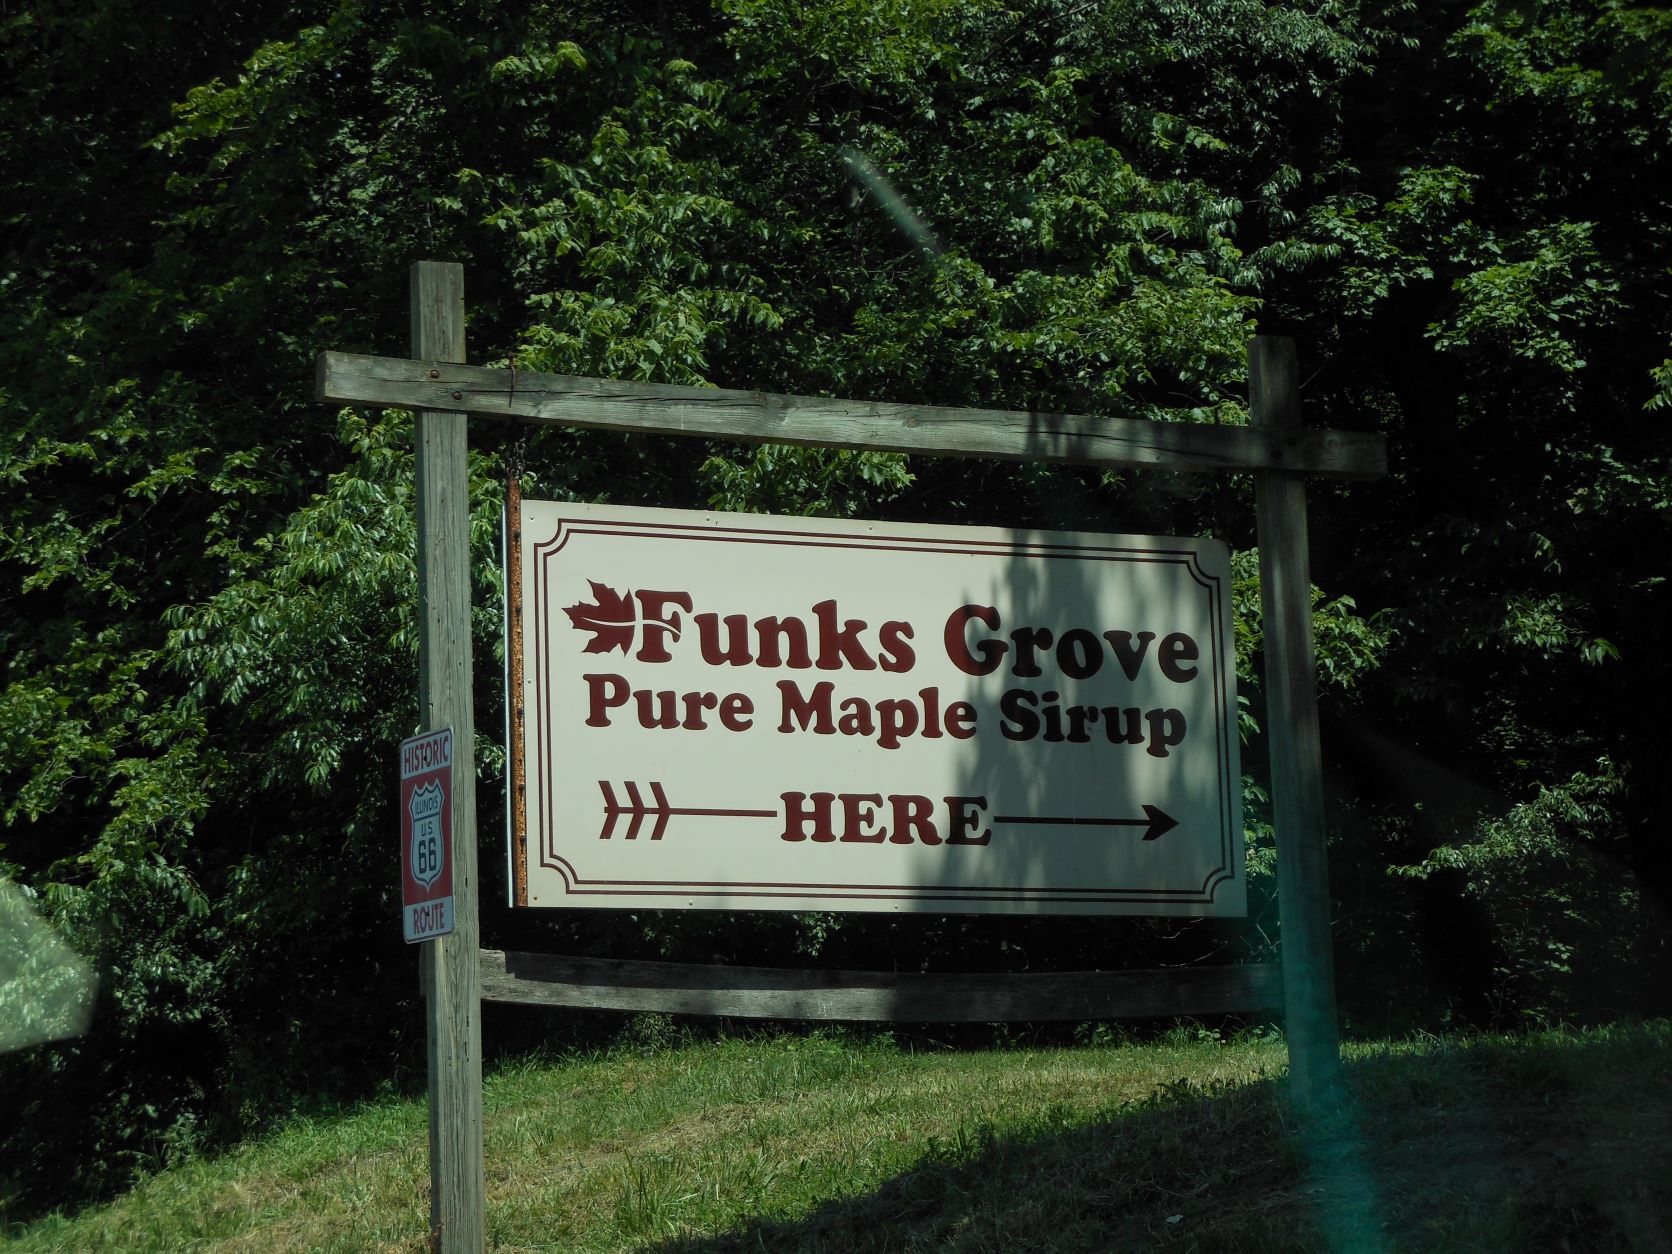 Funks Grove
Pure Maple Sirup
HERE
HISTORIC
ILLINOIS
U.S.
66
ROUTE